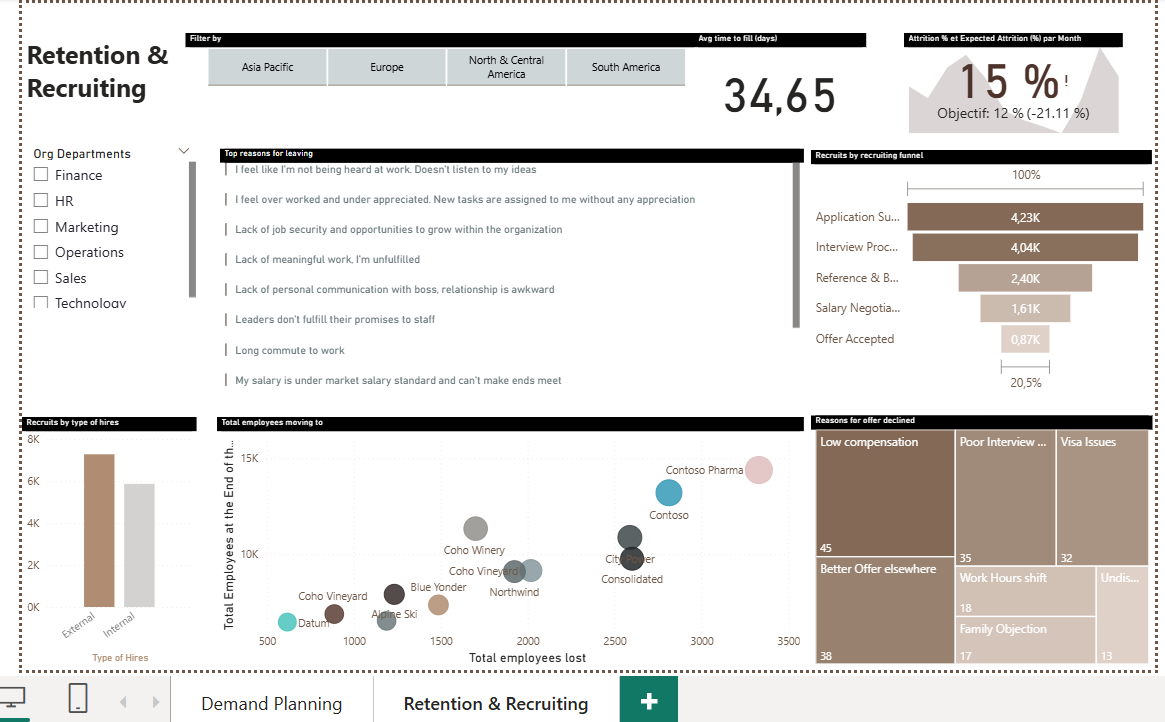 Retention &
Recruiting
Filter by
Asia Pacific
Europe
North & Central
America
South America
Avg time to fill (days)
34,65
Attrition % et Expected Attrition (%) par Month
15 %!
Objectif: 12 % (-21.11 %)
Org Departments
Finance
HR
Marketing
Operations
Sales
Technology
Top reasons for leaving
I feel like I'm not being heard at work. Doesn't listen to my ideas
I feel over worked and under appreciated. New tasks are assigned to me without any appreciation
Lack of job security and opportunities to grow within the organization
Lack of meaningful work, I'm unfulfilled
Lack of personal communication with boss, relationship is awkward
Leaders don't fulfill their promises to staff
Long commute to work
My salary is under market salary standard and can't make ends meet
Recruits by recruiting funnel
100%
Application Su... 4,23K
Interview Proc... 4,04K
Reference & B... 2,40K
Salary Negotia... 1,61K
Offer Accepted 0,87K
20,5%
Recruits by type of hires
8K
6K
4K
2K
0K
External
Internal
Type of Hires
Total employees moving to
Total Employees at the End of th...
15K
10K
Contoso Pharma
Contoso
Coho Winery
City Power
Consolidated
Coho Vineyard
Northwind
Blue Yonder
Coho Vineyard
Alpine Ski
Datum
500 1000 1500 2000 2500 3000 3500
Total employees lost
Reasons for offer declined
Low compensation
45
Poor Interview ...
35
Visa Issues
32
Better Offer elsewhere
38
Work Hours shift
18
Family Objection
17
Undis...
13
Demand Planning
Retention & Recruiting
+